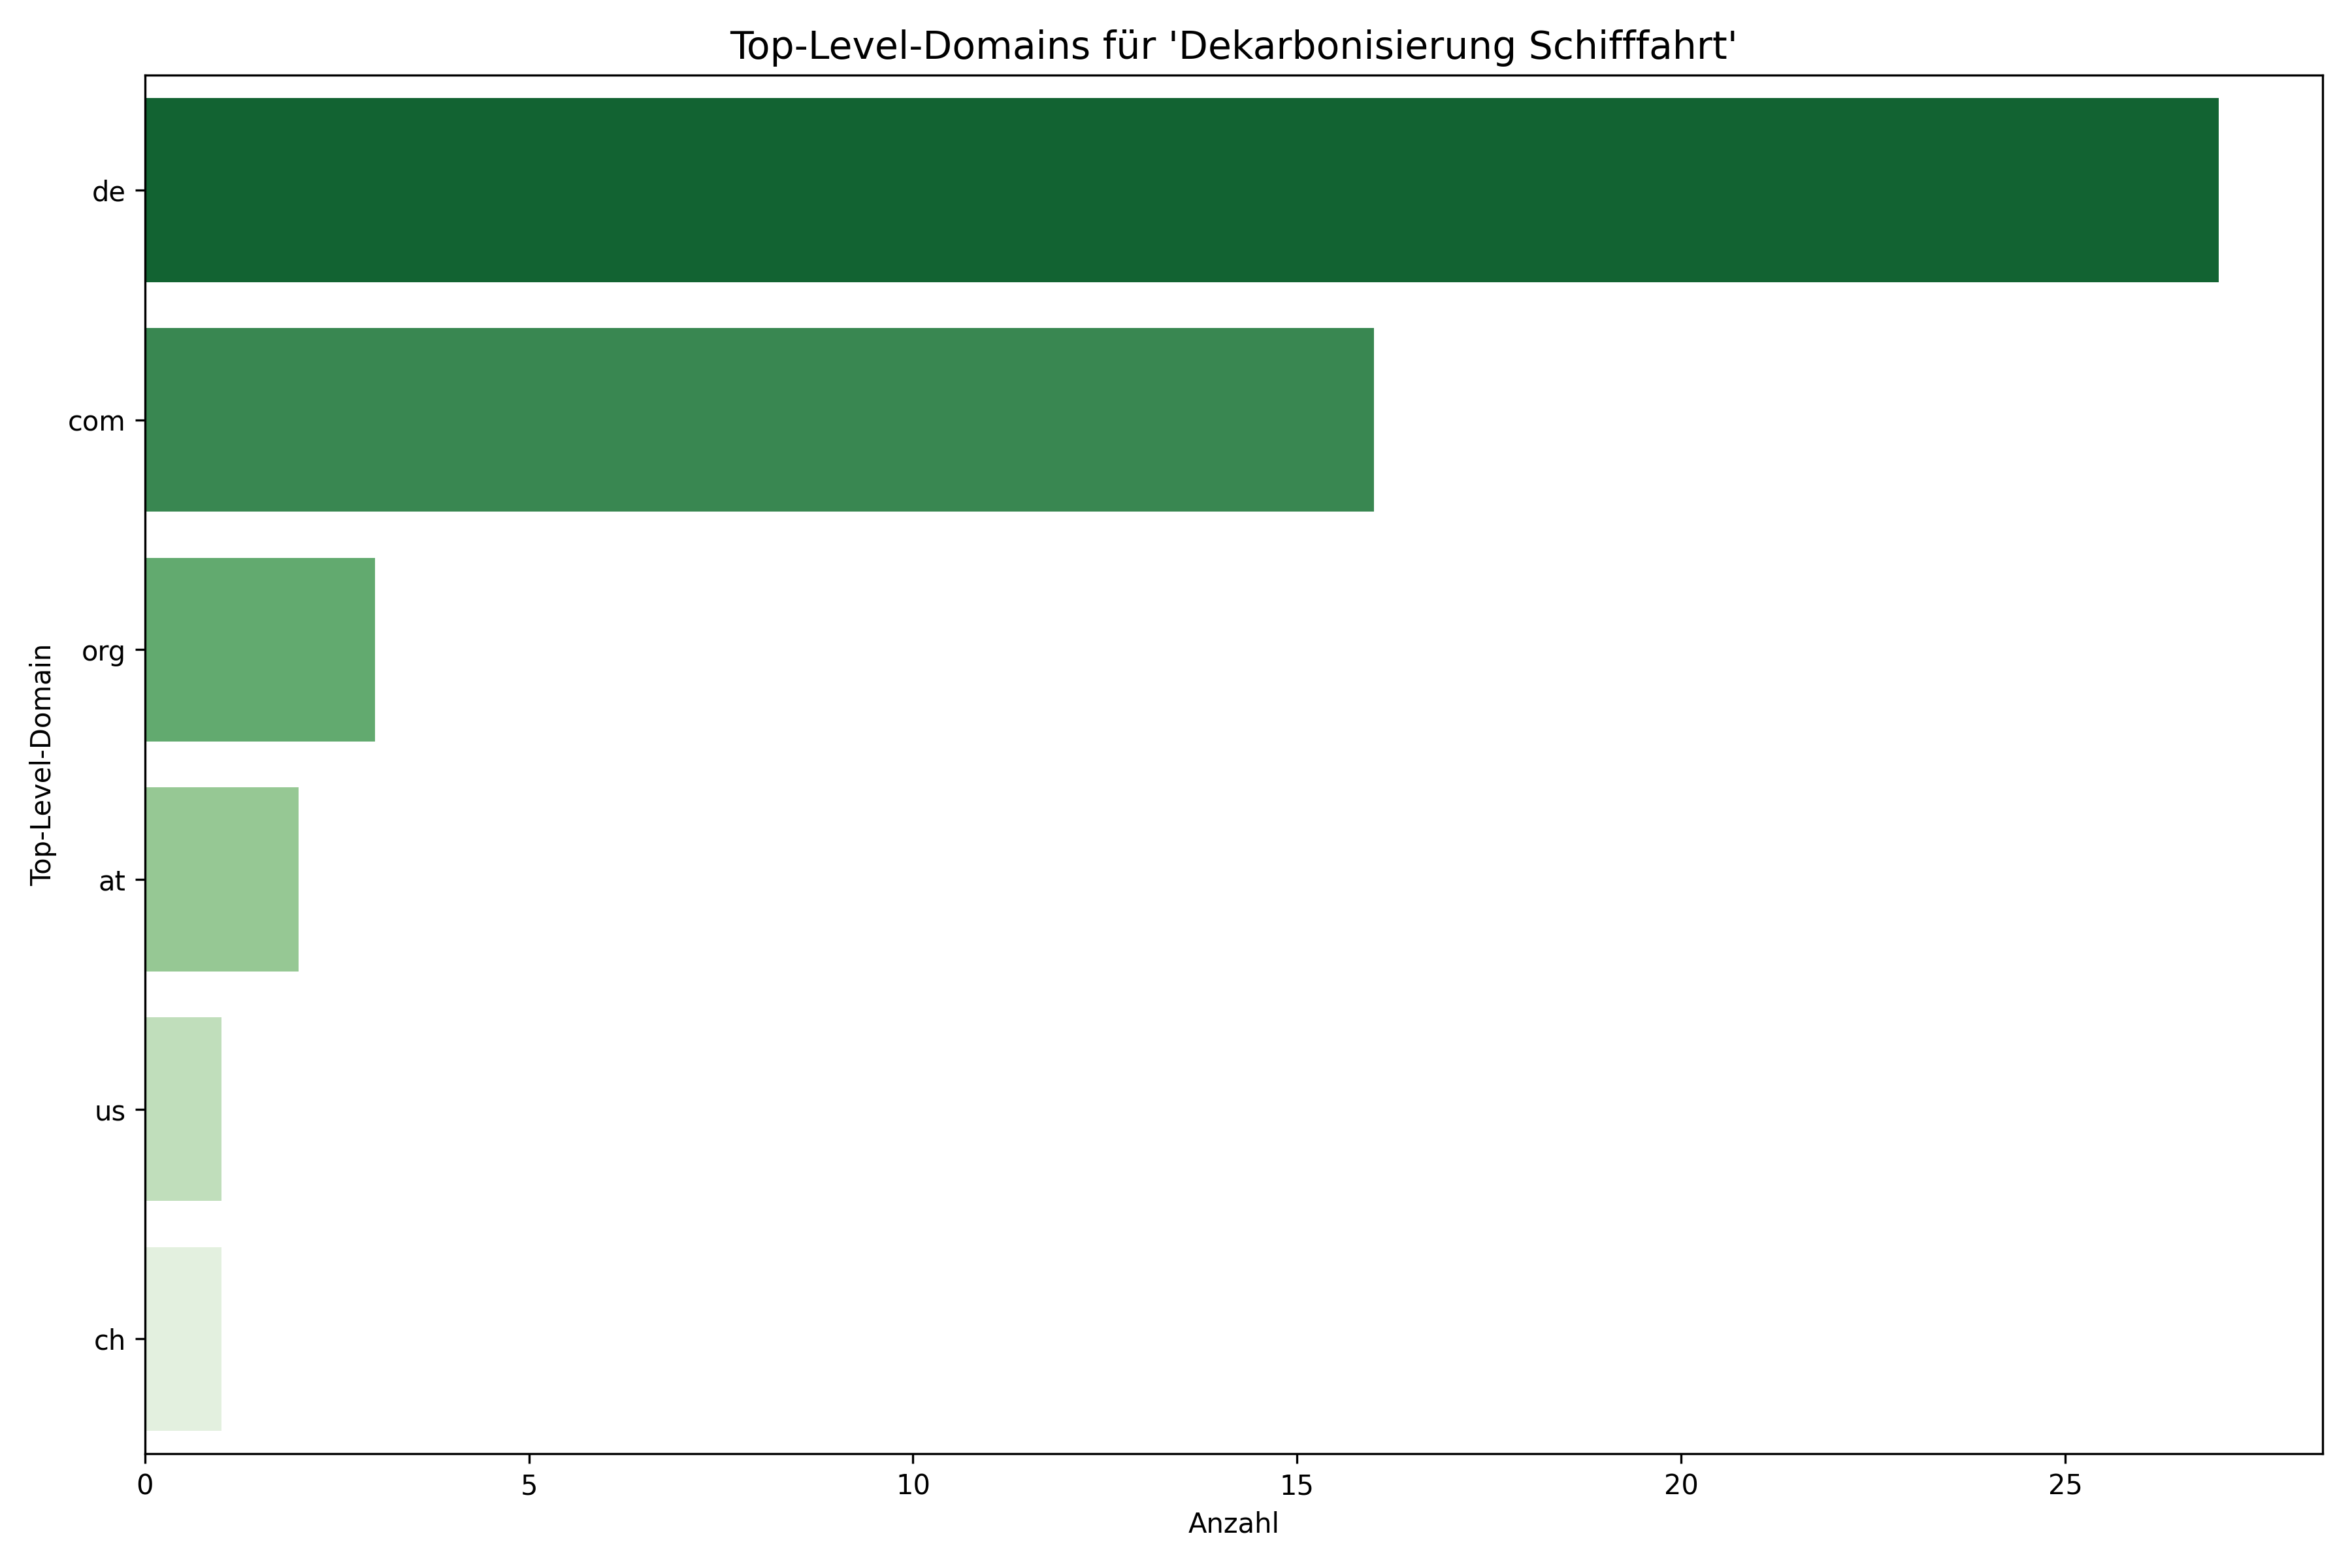 Top-Level-Domains für 'Dekarbonisierung Schifffahrt'
de
com
org
at
us
ch
Top-Level-Domain
0 5 10 15 20 25
Anzahl